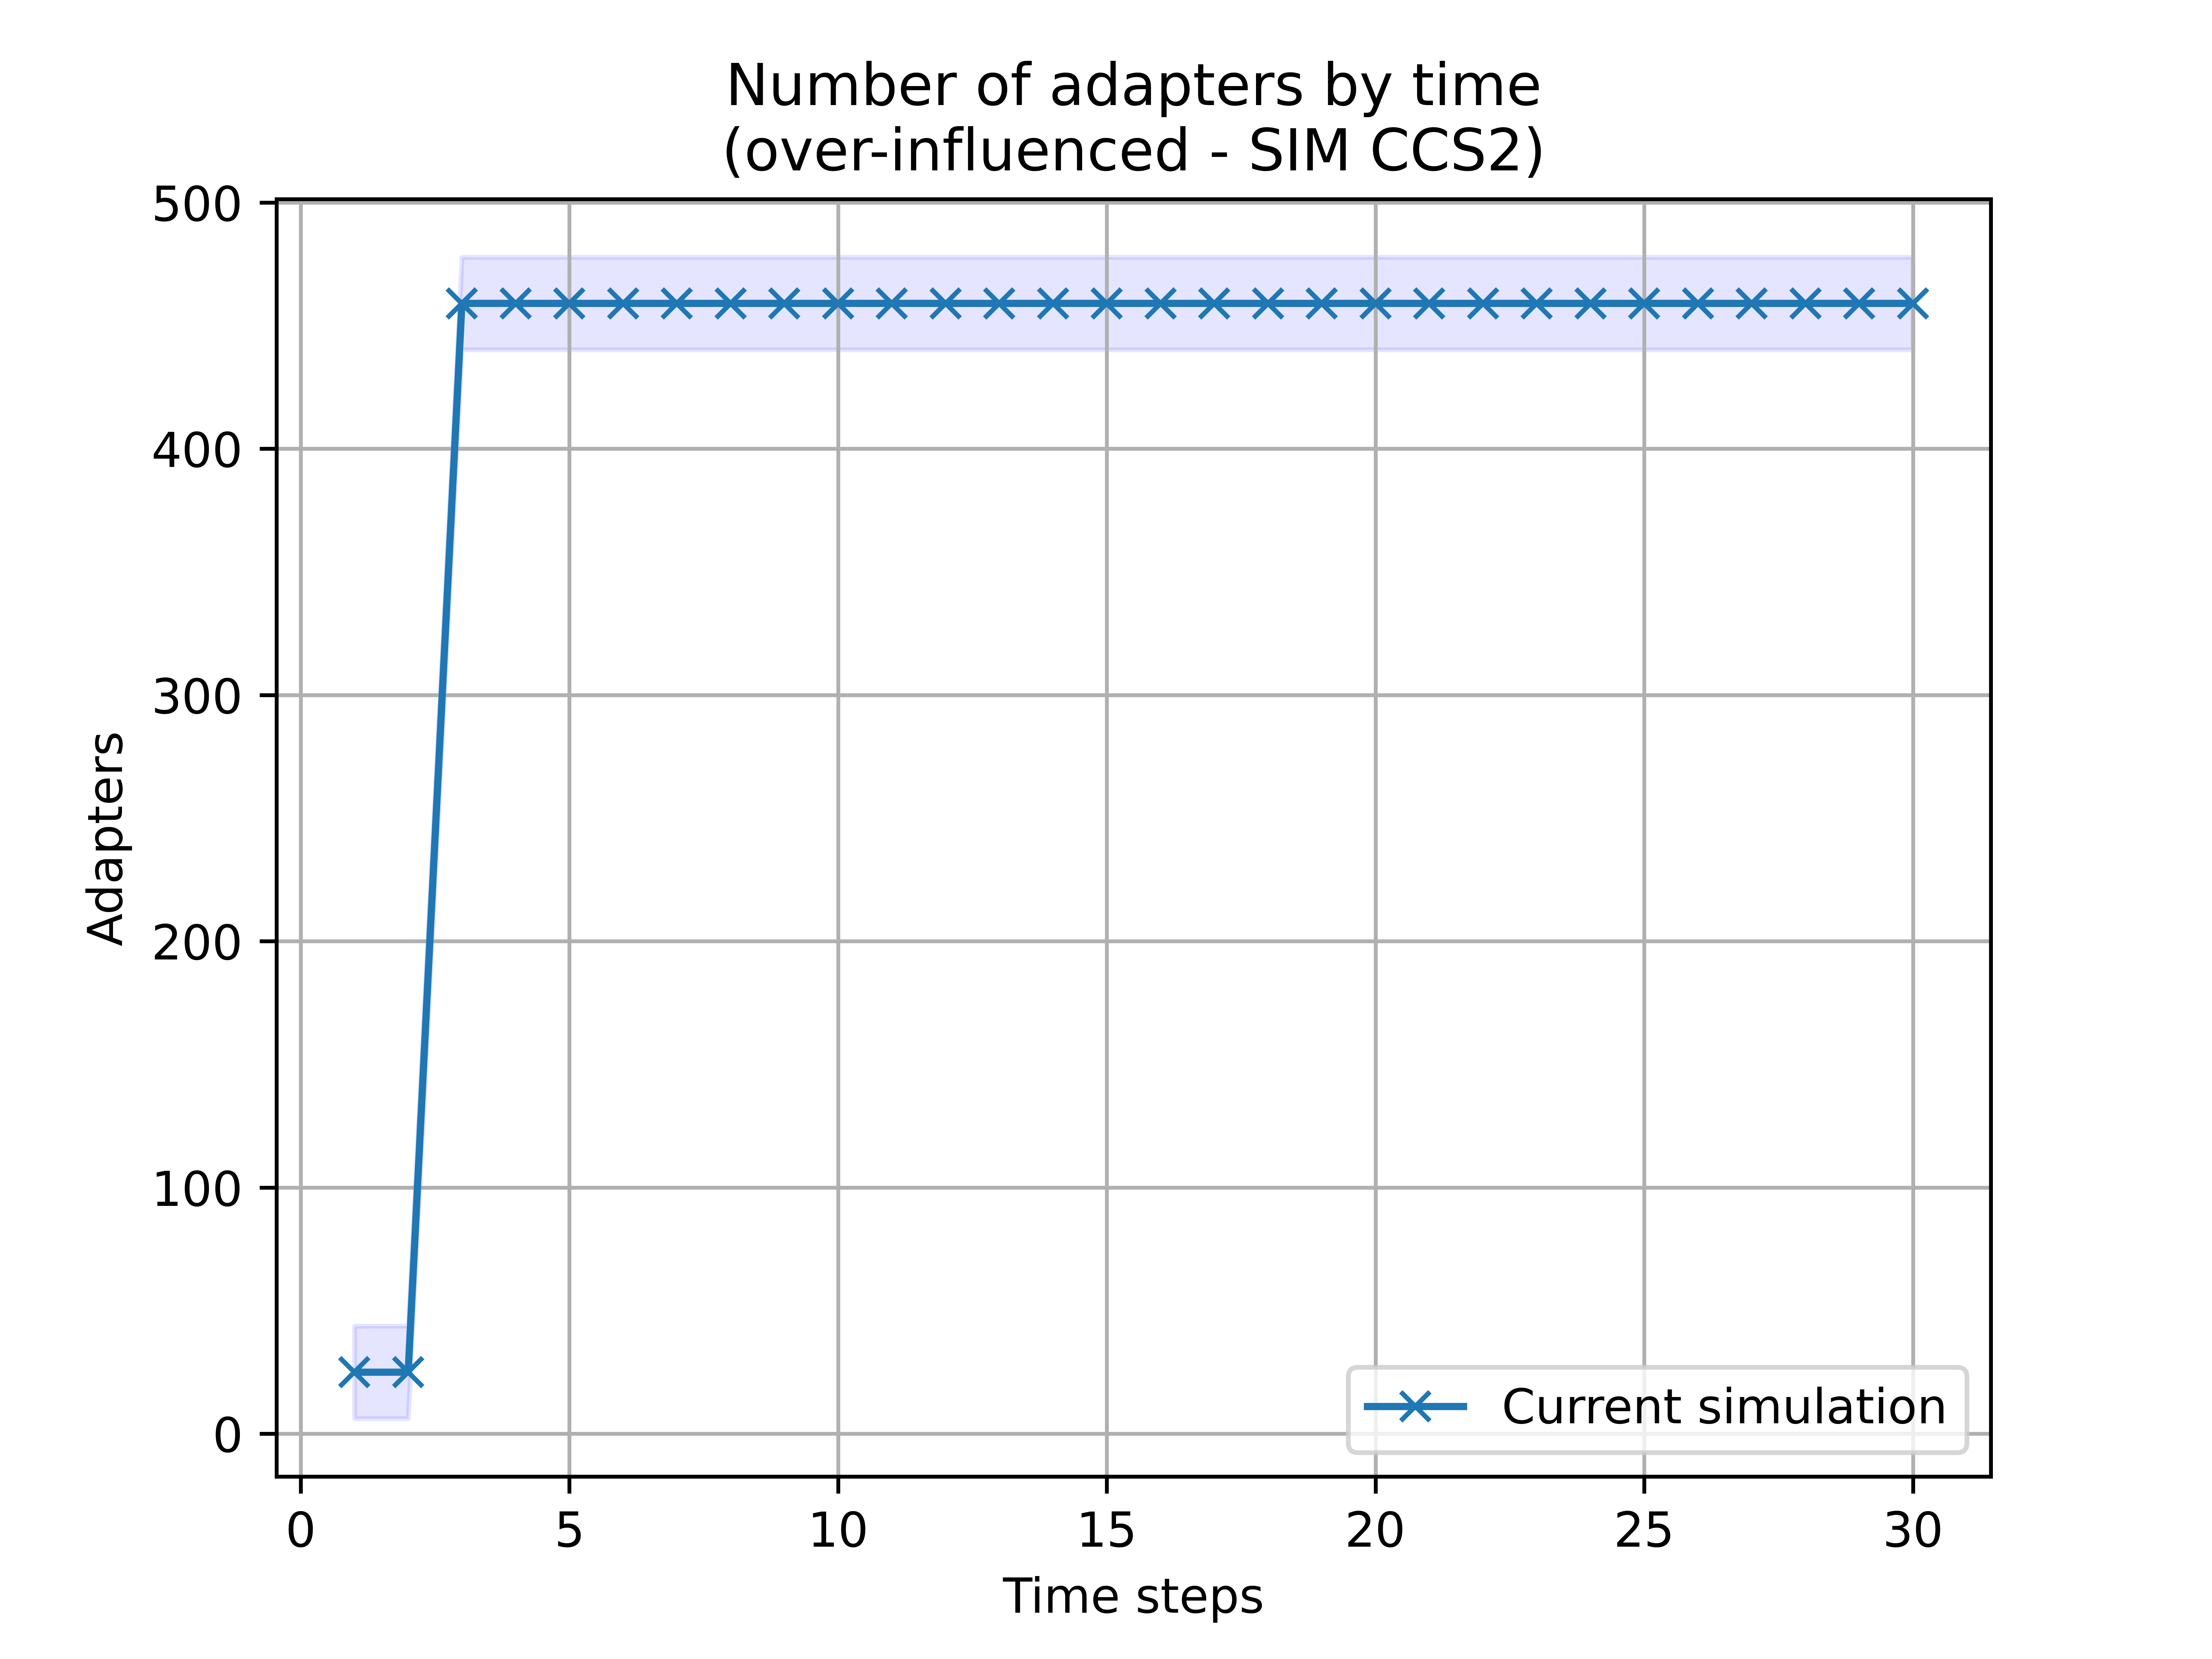 Number of adapters by time
(over-influenced - SIM CCS2)
500
400
300
200
100
0
Adapters
Current simulation
0 5 10 15 20 25 30
Time steps